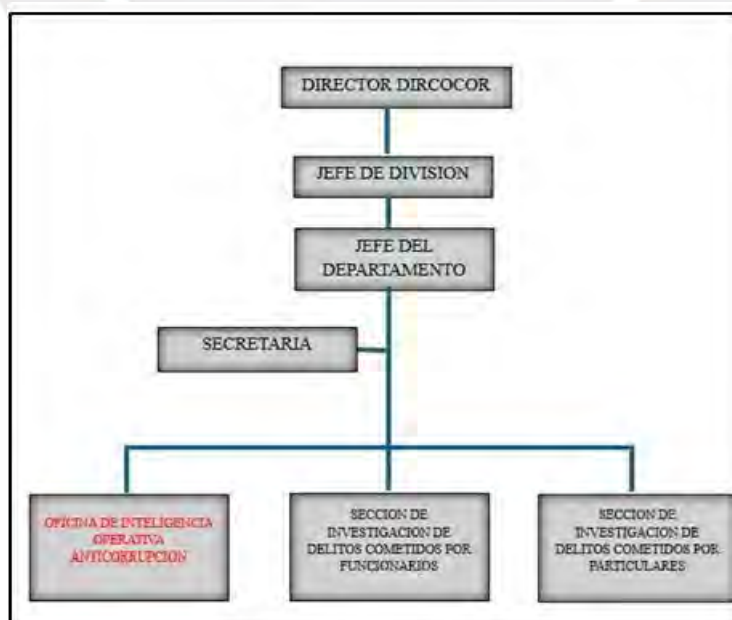 DIRECTOR DIRCOCOR
JEFE DE DIVISION
JEFE DEL
DEPARTAMENTO
SECRETARIA
OFICINA DE INTELIGENCIA
OPERATIVA
ANTICORRUPCION
SECCION DE
INVESTIGACION DE
DELITOS COMETIDOS POR
FUNCIONARIOS
SECCION DE
INVESTIGACION DE
DELITOS COMETIDOS POR
PARTICULARES